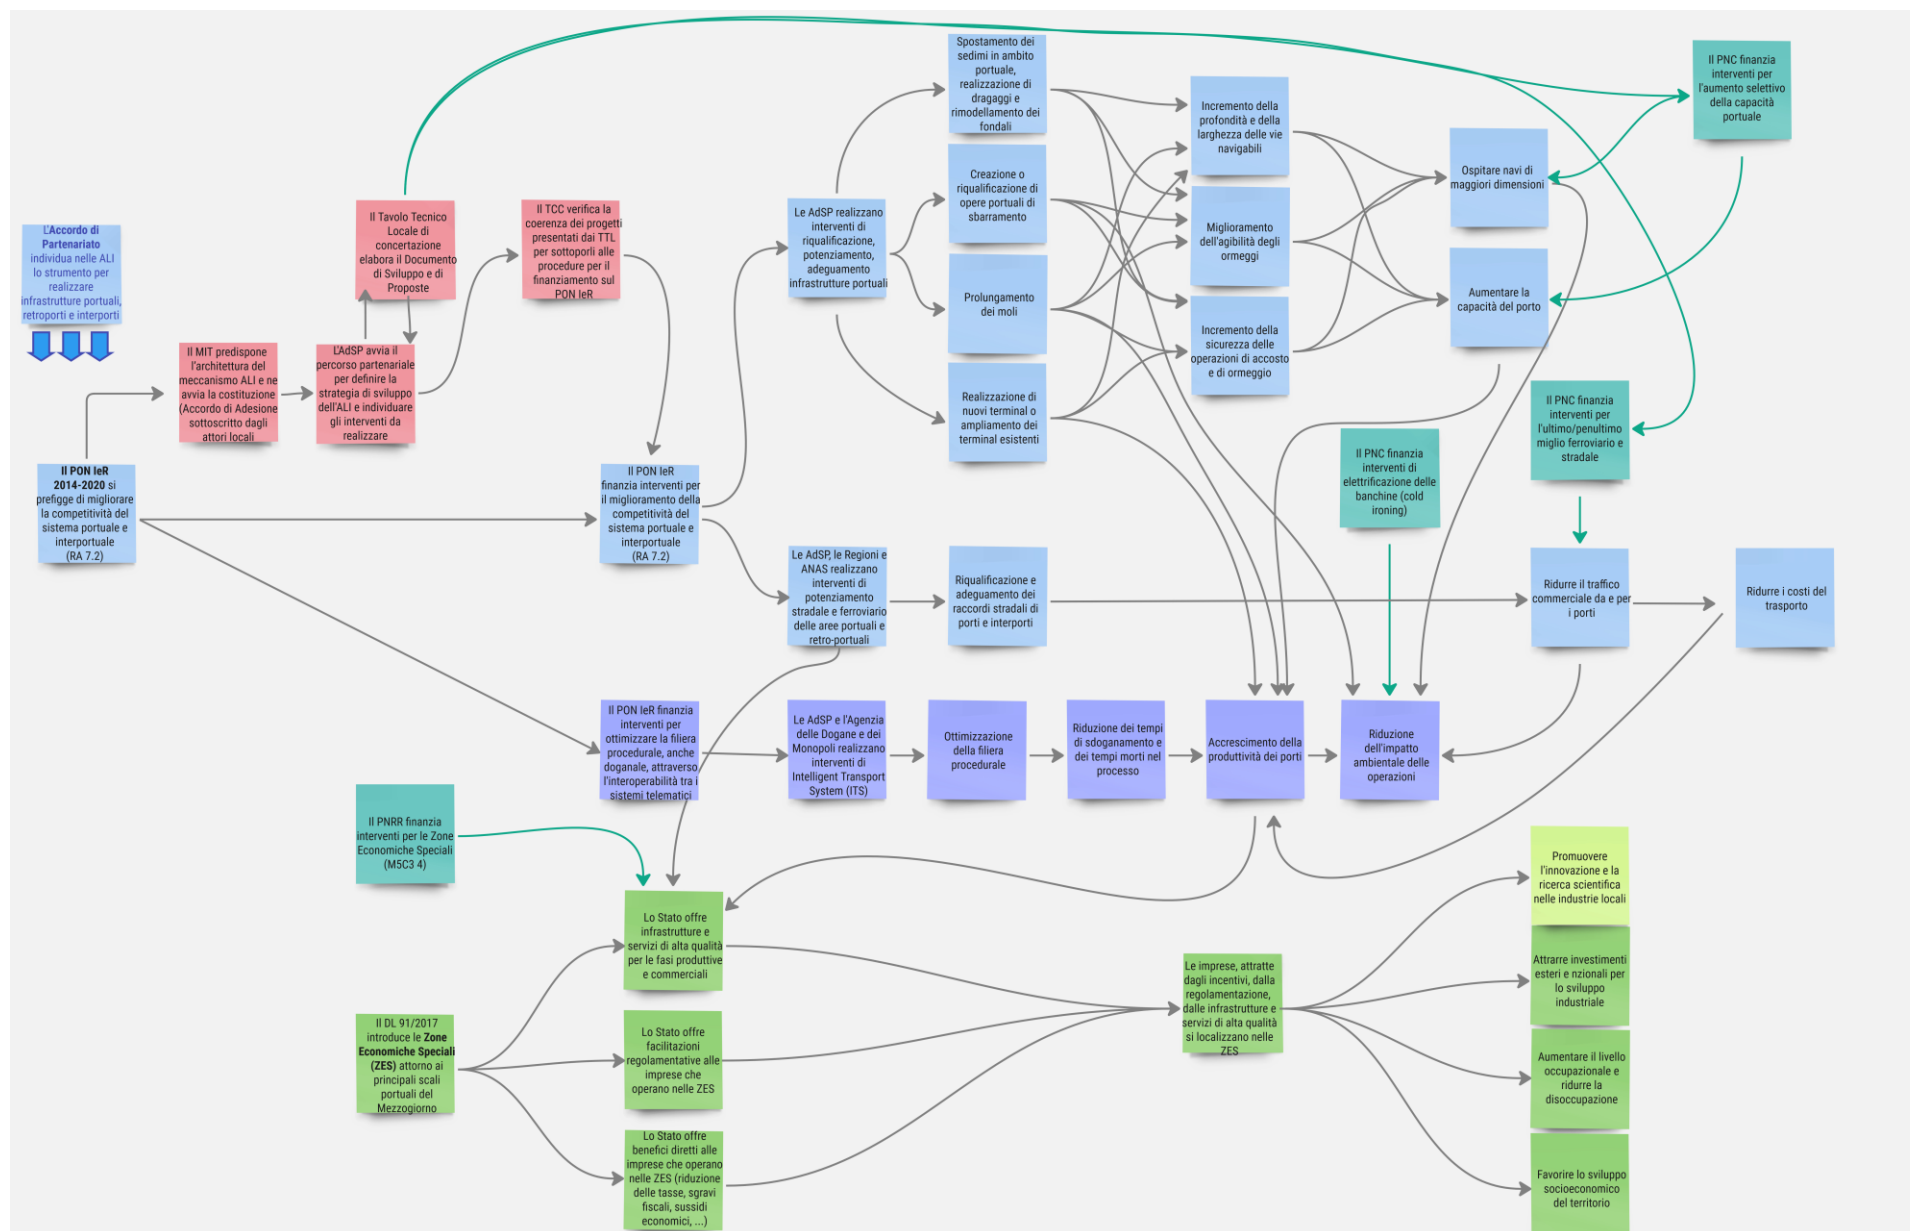 L'Accordo di
Partenariato
individua nelle ALI
lo strumento per
realizzare
infrastrutture portuali,
retroporti e interporti
Il PON IeR
2014-2020 si
prefigge di migliorare
la competitività del
sistema portuale e
interportuale
(RA 7.2)
Il MIT predispone
l'architettura del
meccanismo ALI e ne
avvia la costituzione
(Accordo di Adesione
sottoscritto dagli
attori locali
Il Tavolo Tecnico
Locale di
concertazione
elabora il Documento
di Sviluppo e di
Proposte
L'AdSP avvia il
percorso partenariale
per definire la
strategia di sviluppo
dell'ALI e individuare
gli interventi da
realizzare
Il TCC verifica la
coerenza dei progetti
presentati dai TTL
per sottoporli alle
procedure per il
finanziamento sul
PON IeR
Il PON IeR
finanzia interventi per
il miglioramento della
competitività del
sistema portuale e
interportuale
(RA 7.2)
Le AdSP realizzano
interventi di
riqualificazione,
potenziamento,
adeguamento
infrastrutture portuali
Spostamento dei
sedimi in ambito
portuale,
realizzazione di
dragaggi e
rimodellamento dei
fondali
Creazione o
riqualificazione di
opere portuali di
sbarramento
Prolungamento
dei moli
Realizzazione di
nuovi terminal o
ampliamento dei
terminal esistenti
Incremento della
profondità e della
larghezza delle vie
navigabili
Miglioramento
dell'agibilità degli
ormeggi
Incremento della
sicurezza delle
operazioni di accosto
e di ormeggio
Ospitare navi di
maggiori dimensioni
Aumentare la
capacità del porto
Il PNC finanzia
interventi per
l'aumento selettivo
della capacità
portuale
Il PNC finanzia
interventi per
l'ultimo/penultimo
miglio ferroviario e
stradale
Il PNC finanzia
interventi di
elettrificazione delle
banchine (cold
ironing)
Le AdSP, le Regioni e
ANAS realizzano
interventi di
potenziamento
stradale e ferroviario
delle aree portuali e
retro-portuali
Riqualificazione e
adeguamento dei
raccordi stradali di
porti e interporti
Ridurre il traffico
commerciale da e per
i porti
Ridurre i costi del
trasporto
Il PON IeR finanzia
interventi per
ottimizzare la filiera
procedurale, anche
doganale, attraverso
l'interoperabilità tra i
sistemi telematici
Le AdSP e l'Agenzia
delle Dogane e dei
Monopoli realizzano
interventi di
Intelligent Transport
System (ITS)
Ottimizzazione
della filiera
procedurale
Riduzione dei tempi
di sdoganamento e
dei tempi morti nel
processo
Accrescimento della
produttività dei porti
Riduzione
dell'impatto
ambientale delle
operazioni
Il PNRR finanzia
interventi per le Zone
Economiche Speciali
(M5C3 4)
Il DL 91/2017
introduce le Zone
Economiche Speciali
(ZES) attorno ai
principali scali
portuali del
Mezzogiorno
Lo Stato offre
infrastrutture e
servizi di alta qualità
per le fasi produttive
e commerciali
Lo Stato offre
facilitazioni
regolamentative alle
imprese che
operano nelle ZES
Lo Stato offre
benefici diretti alle
imprese che operano
nelle ZES (riduzione
delle tasse, sgravi
fiscali, sussidi
economici, ...)
Le imprese, attratte
dagli incentivi, dalla
regolamentazione,
dalle infrastrutture e
servizi di alta qualità
si localizzano nelle
ZES
Promuovere
l'innovazione e la
ricerca scientifica
nelle industrie locali
Attrarre investimenti
esteri e nzionali per
lo sviluppo
industriale
Aumentare il livello
occupazionale e
ridurre la
disoccupazione
Favorire lo sviluppo
socioeconomico
del territorio